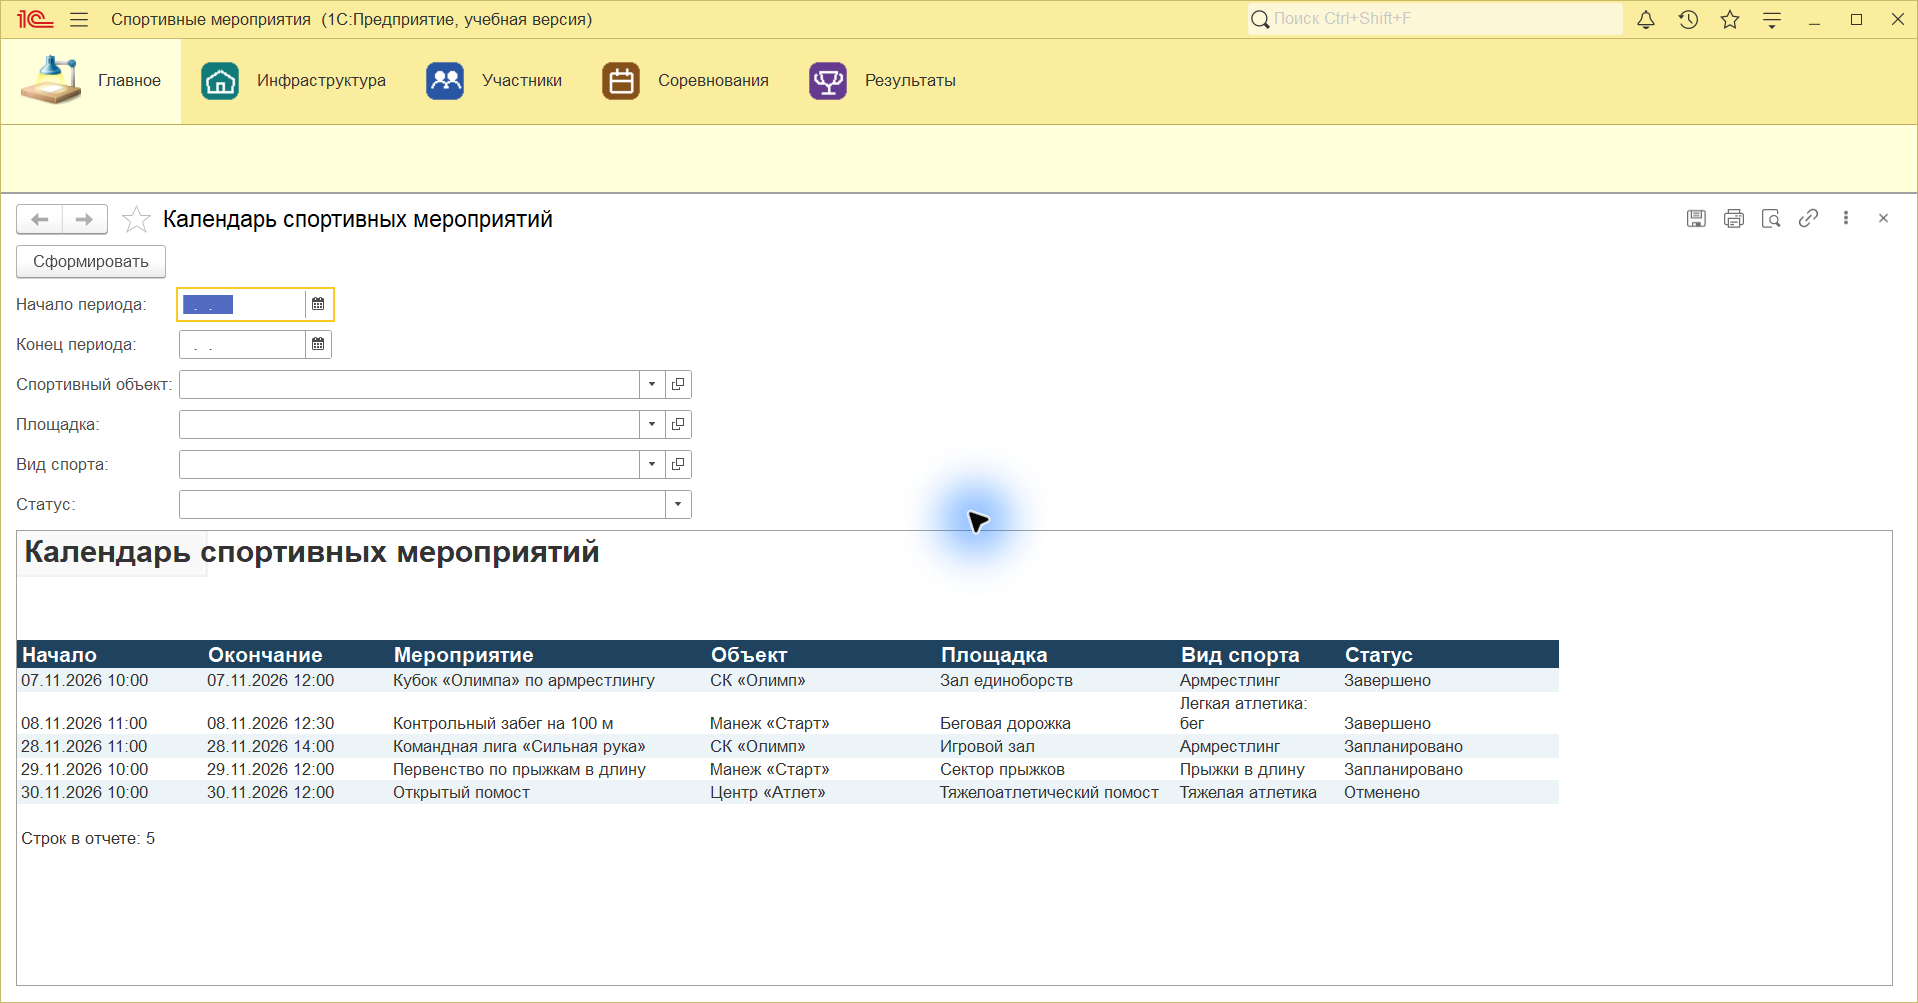 1С Спортивные мероприятия (1С:Предприятие, учебная версия) Поиск Ctrl+Shift+F
Главное Инфраструктура Участники Соревнования Результаты
Календарь спортивных мероприятий
Сформировать
Начало периода: . .
Конец периода: . .
Спортивный объект:
Площадка:
Вид спорта:
Статус:
Календарь спортивных мероприятий
Начало Окончание Мероприятие Объект Площадка Вид спорта Статус
07.11.2026 10:00 07.11.2026 12:00 Кубок «Олимпа» по армрестлингу СК «Олимп» Зал единоборств Армрестлинг Завершено
Легкая атлетика:
08.11.2026 11:00 08.11.2026 12:30 Контрольный забег на 100 м Манеж «Старт» Беговая дорожка бег Завершено
28.11.2026 11:00 28.11.2026 14:00 Командная лига «Сильная рука» СК «Олимп» Игровой зал Армрестлинг Запланировано
29.11.2026 10:00 29.11.2026 12:00 Первенство по прыжкам в длину Манеж «Старт» Сектор прыжков Прыжки в длину Запланировано
30.11.2026 10:00 30.11.2026 12:00 Открытый помост Центр «Атлет» Тяжелоатлетический помост Тяжелая атлетика Отменено
Строк в отчете: 5